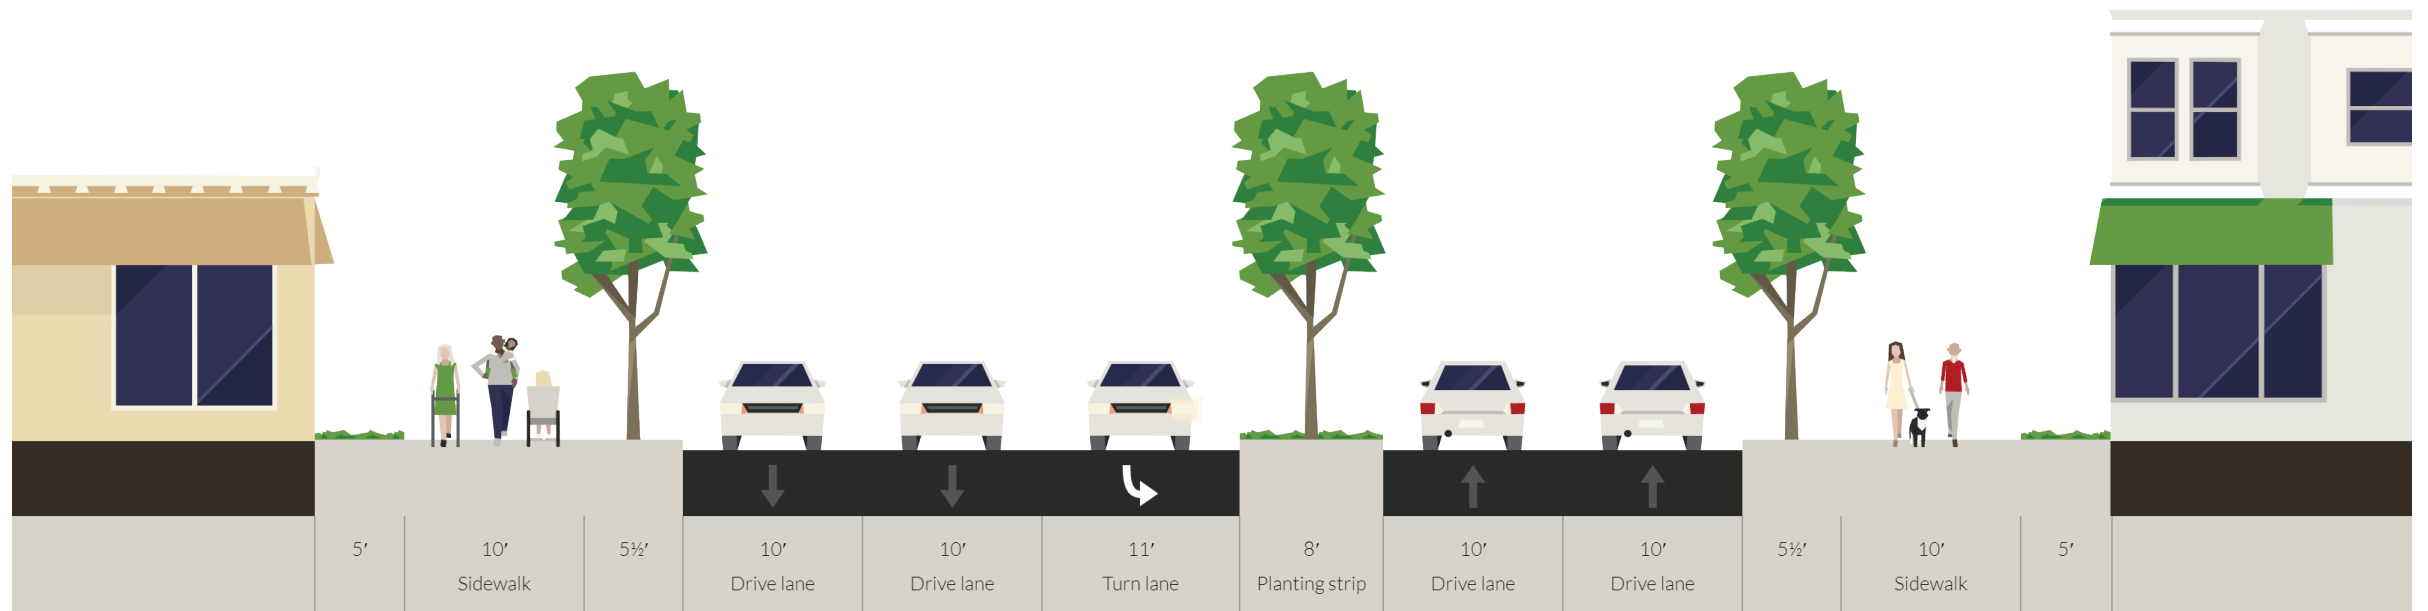 5′
10′
Sidewalk
5½′
10′
Drive lane
10′
Drive lane
11′
Turn lane
8′
Planting strip
10′
Drive lane
10′
Drive lane
5½′
10′
Sidewalk
5′